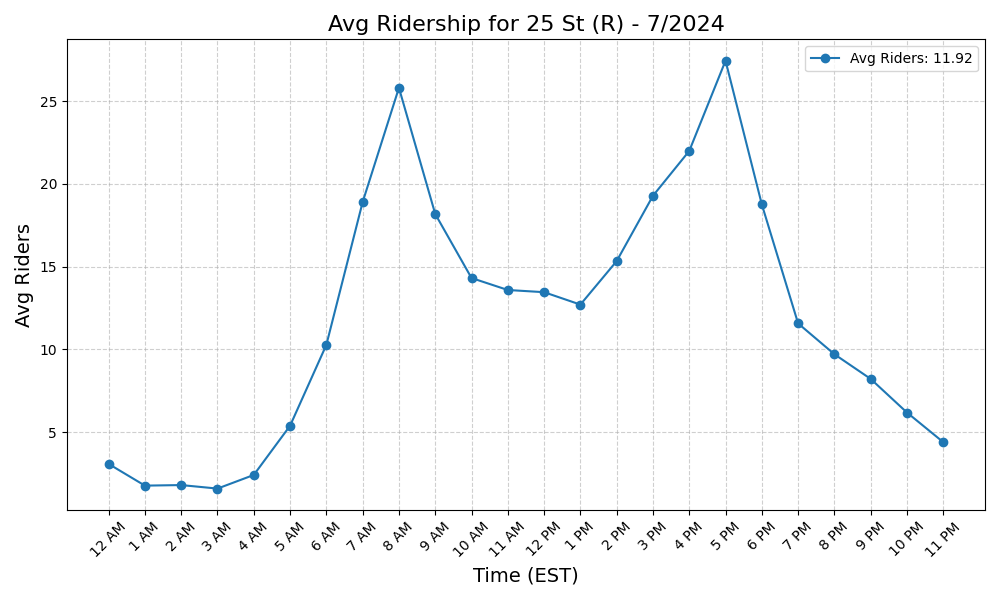 Avg Ridership for 25 St (R) - 7/2024
Avg Riders: 11.92
Avg Riders
25
20
15
10
5
12 AM
1 AM
2 AM
3 AM
4 AM
5 AM
6 AM
7 AM
8 AM
9 AM
10 AM
11 AM
12 PM
1 PM
2 PM
3 PM
4 PM
5 PM
6 PM
7 PM
8 PM
9 PM
10 PM
11 PM
Time (EST)